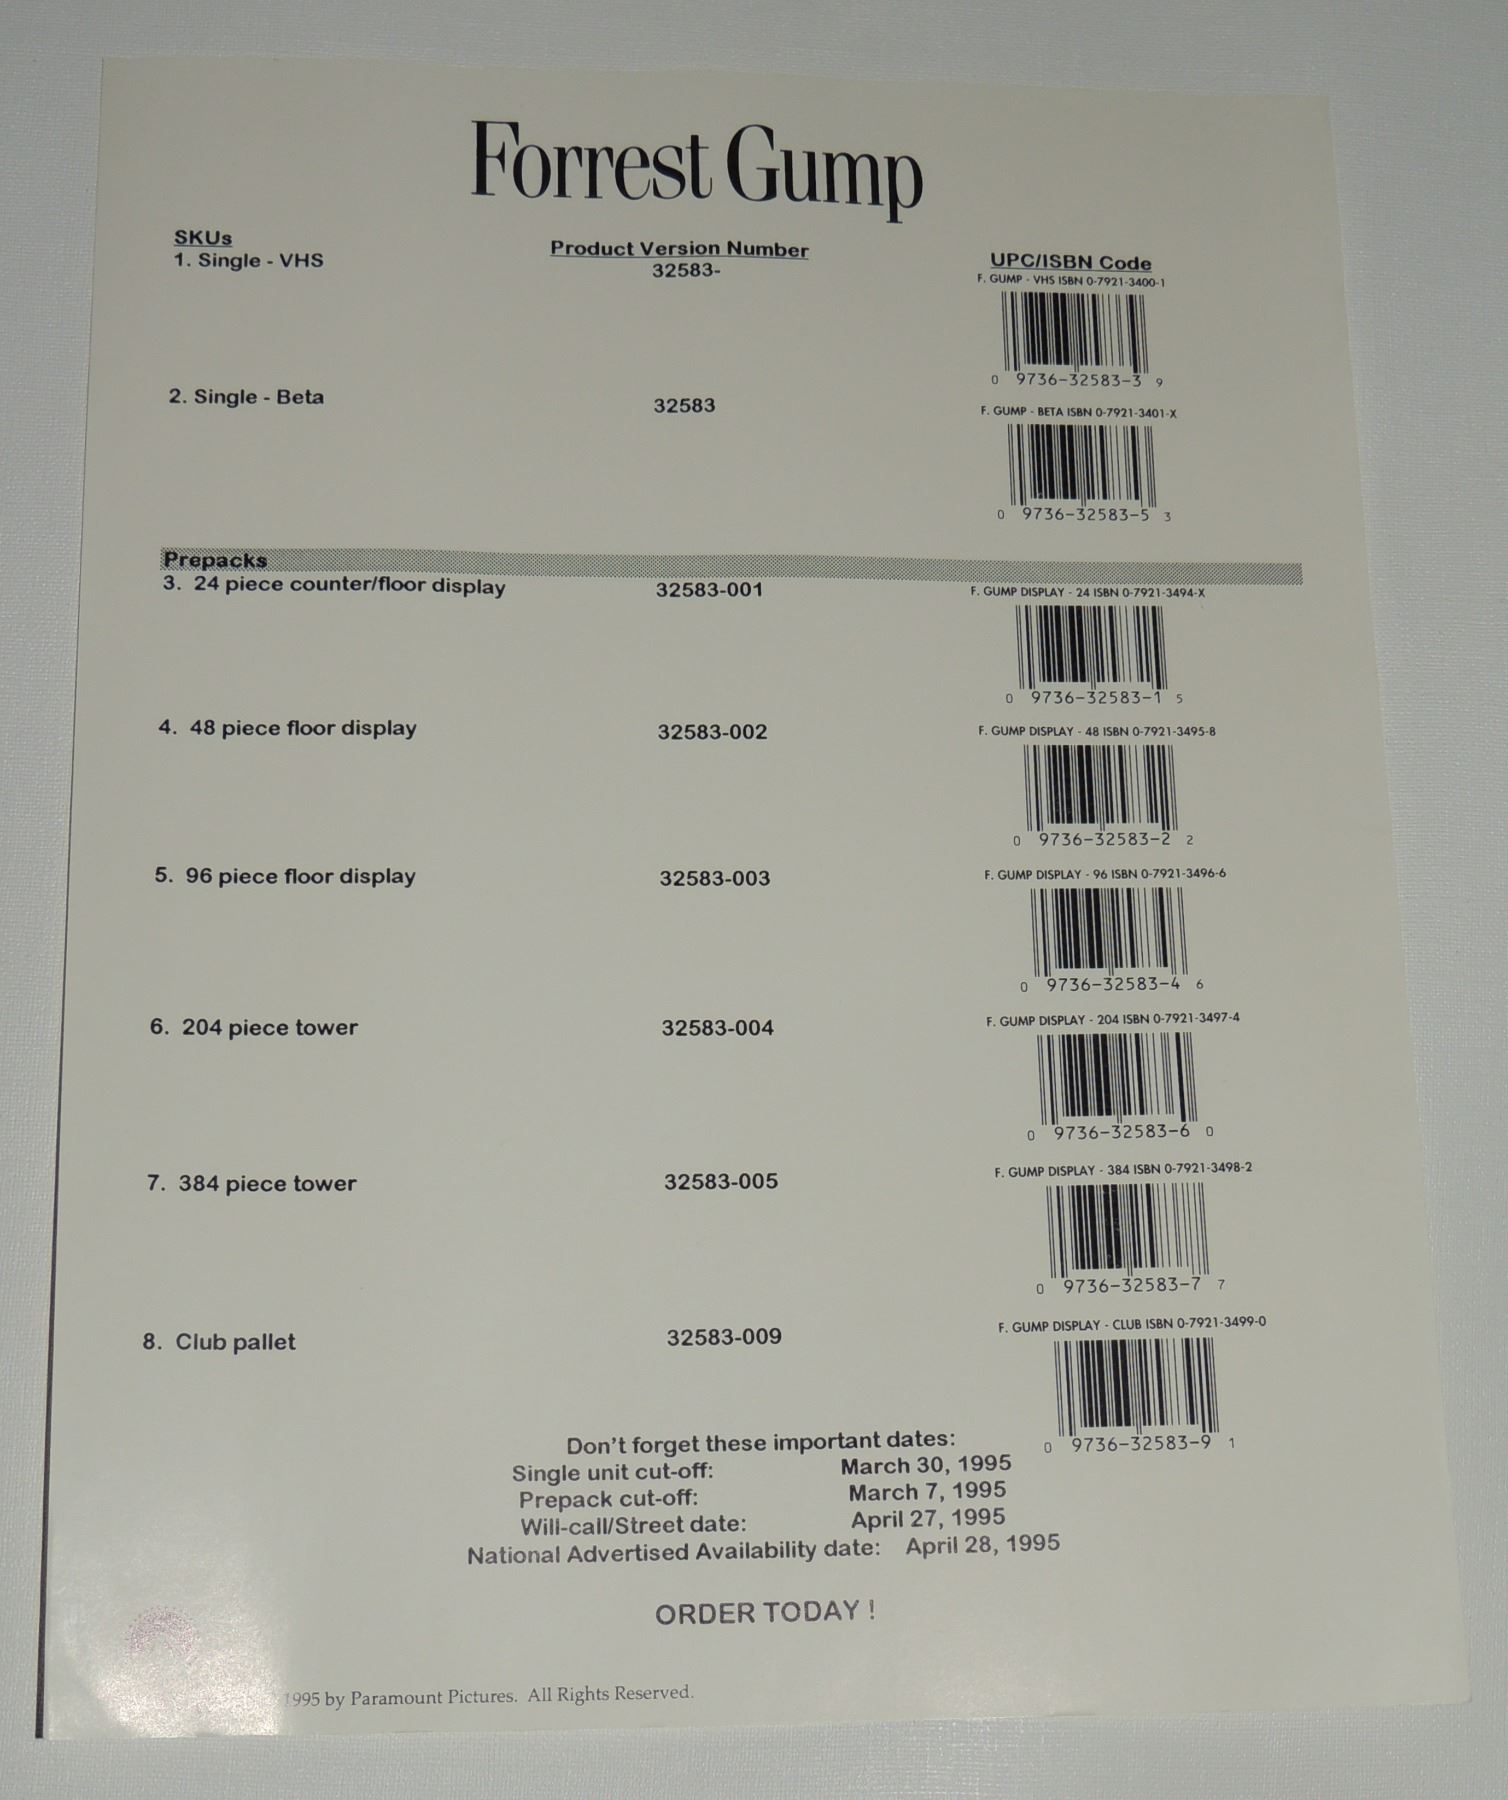 Forrest Gump
SKUs Product Version Number UPC/ISBN Code
1. Single - VHS 32583- F. GUMP - VHS ISBN 0-7921-3400-1
0 9736-32583-3 9
2. Single - Beta 32583 F. GUMP - BETA ISBN 0-7921-3401-X
0 9736-32583-5 3
Prepacks
3. 24 piece counter/floor display 32583-001 F. GUMP DISPLAY - 24 ISBN 0-7921-3494-X
0 9736-32583-1 5
4. 48 piece floor display 32583-002 F. GUMP DISPLAY - 48 ISBN 0-7921-3495-8
0 9736-32583-2 2
5. 96 piece floor display 32583-003 F. GUMP DISPLAY - 96 ISBN 0-7921-3496-6
0 9736-32583-4 6
6. 204 piece tower 32583-004 F. GUMP DISPLAY - 204 ISBN 0-7921-3497-4
0 9736-32583-6 0
7. 384 piece tower 32583-005 F. GUMP DISPLAY - 384 ISBN 0-7921-3498-2
0 9736-32583-7 7
8. Club pallet 32583-009 F. GUMP DISPLAY - CLUB ISBN 0-7921-3499-0
0 9736-32583-9 1
Don't forget these important dates:
Single unit cut-off: March 30, 1995
Prepack cut-off: March 7, 1995
Will-call/Street date: April 27, 1995
National Advertised Availability date: April 28, 1995
ORDER TODAY !
1995 by Paramount Pictures. All Rights Reserved.